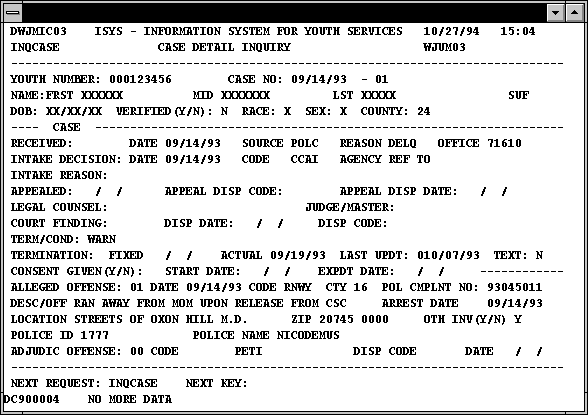 DWJMIC03 ISYS - INFORMATION SYSTEM FOR YOUTH SERVICES 10/27/94 15:04
INQCASE CASE DETAIL INQUIRY WJUM03
YOUTH NUMBER: 000123456 CASE NO: 09/14/93 - 01
NAME:FRST XXXXXX MID XXXXXXX LST XXXXX SUF
DOB: XX/XX/XX VERIFIED(Y/N): N RACE: X SEX: X COUNTY: 24
---- CASE ----
RECEIVED: DATE 09/14/93 SOURCE POLC REASON DELQ OFFICE 71610
INTAKE DECISION: DATE 09/14/93 CODE CCAI AGENCY REF TO
INTAKE REASON:
APPEALED: / / APPEAL DISP CODE: APPEAL DISP DATE: / /
LEGAL COUNSEL: JUDGE/MASTER:
COURT FINDING: DISP DATE: / / DISP CODE:
TERM/COND: WARN
TERMINATION: FIXED / / ACTUAL 09/19/93 LAST UPDT: 010/07/93 TEXT: N
CONSENT GIVEN(Y/N): START DATE: / / EXPDT DATE: / / ------------
ALLEGED OFFENSE: 01 DATE 09/14/93 CODE RNWY CTY 16 POL CMPLNT NO: 93045011
DESC/OFF RAN AWAY FROM MOM UPON RELEASE FROM CSC ARREST DATE 09/14/93
LOCATION STREETS OF OXON HILL M.D. ZIP 20745 0000 OTH INV(Y/N) Y
POLICE ID 1777 POLICE NAME NICODEMUS
ADJUDIC OFFENSE: 00 CODE PETI DISP CODE DATE / /
NEXT REQUEST: INQCASE NEXT KEY:
DC900004 NO MORE DATA